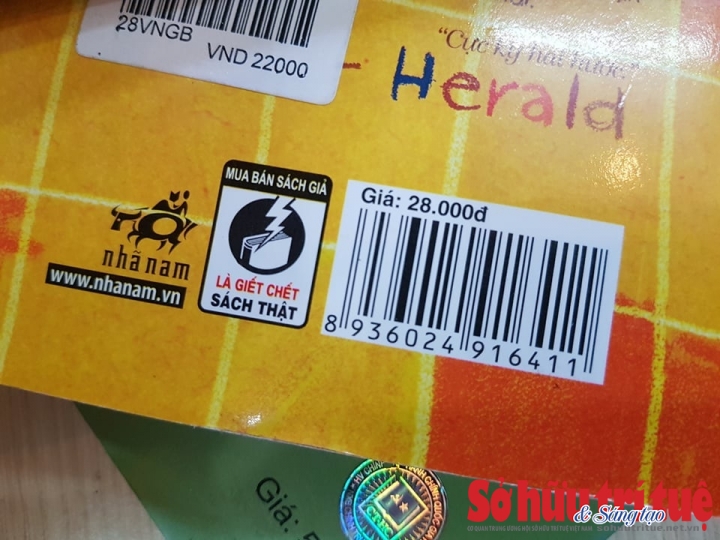 28VNGB
VND 22000
"Cực kỳ hài hước."
- Herald
MUA BÁN SÁCH GIẢ
LÀ GIẾT CHẾT
SÁCH THẬT
nhã nam
www.nhanam.vn
Giá: 28.000đ
8 936024 916411
Giá:
Sở hữu trí tuệ
& Sáng tạo